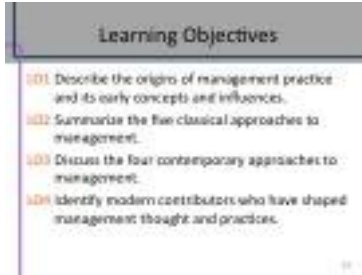 Learning Objectives
LO1 Describe the origins of management practice
and its early concepts and influences.
LO2 Summarize the five classical approaches to
management.
LO3 Discuss the four contemporary approaches to
management.
LO4 Identify modern contributors who have shaped
management thought and practices.